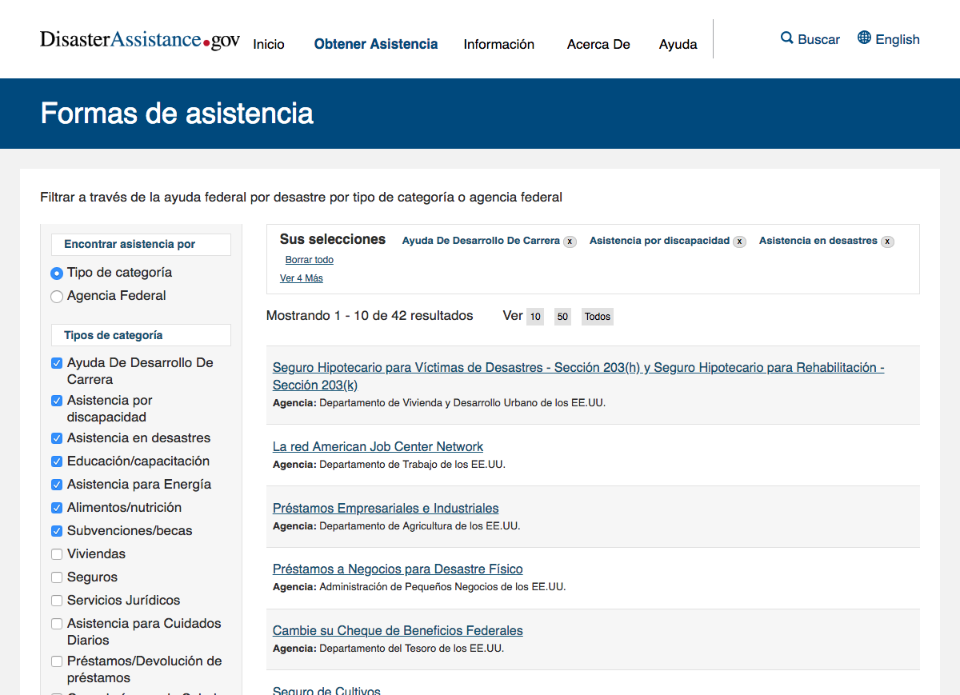 DisasterAssistance.gov
Inicio
Obtener Asistencia
Información
Acerca De
Ayuda
Buscar
English
Formas de asistencia
Filtrar a través de la ayuda federal por desastre por tipo de categoría o agencia federal
Encontrar asistencia por
Tipo de categoría
Agencia Federal
Tipos de categoría
Ayuda De Desarrollo De
Carrera
Asistencia por
discapacidad
Asistencia en desastres
Educación/capacitación
Asistencia para Energía
Alimentos/nutrición
Subvenciones/becas
Viviendas
Seguros
Servicios Jurídicos
Asistencia para Cuidados
Diarios
Préstamos/Devolución de
préstamos
Sus selecciones
Ayuda De Desarrollo De Carrera x
Asistencia por discapacidad x
Asistencia en desastres x
Borrar todo
Ver 4 Más
Mostrando 1 - 10 de 42 resultados
Ver 10 50 Todos
Seguro Hipotecario para Víctimas de Desastres - Sección 203(h) y Seguro Hipotecario para Rehabilitación -
Sección 203(k)
Agencia: Departamento de Vivienda y Desarrollo Urbano de los EE.UU.
La red American Job Center Network
Agencia: Departamento de Trabajo de los EE.UU.
Préstamos Empresariales e Industriales
Agencia: Departamento de Agricultura de los EE.UU.
Préstamos a Negocios para Desastre Físico
Agencia: Administración de Pequeños Negocios de los EE.UU.
Cambie su Cheque de Beneficios Federales
Agencia: Departamento del Tesoro de los EE.UU.
Seguro de Cultivos